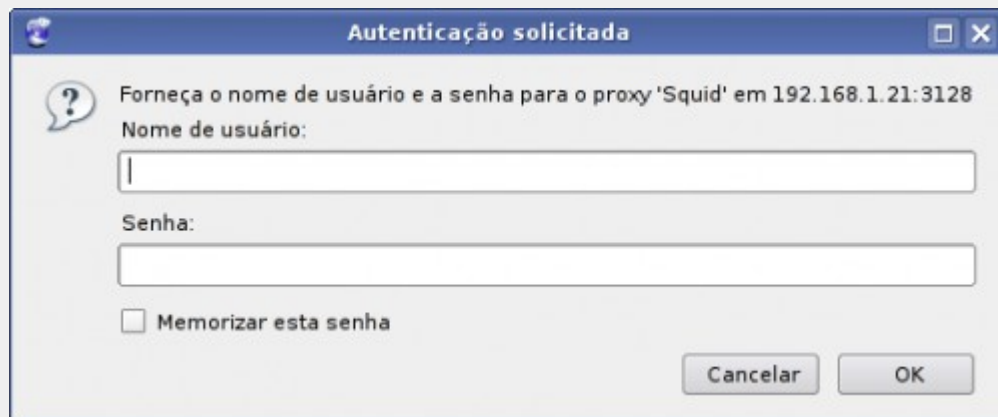 Autenticação solicitada
Forneça o nome de usuário e a senha para o proxy 'Squid' em 192.168.1.21:3128
Nome de usuário:
Senha:
Memorizar esta senha
Cancelar
OK